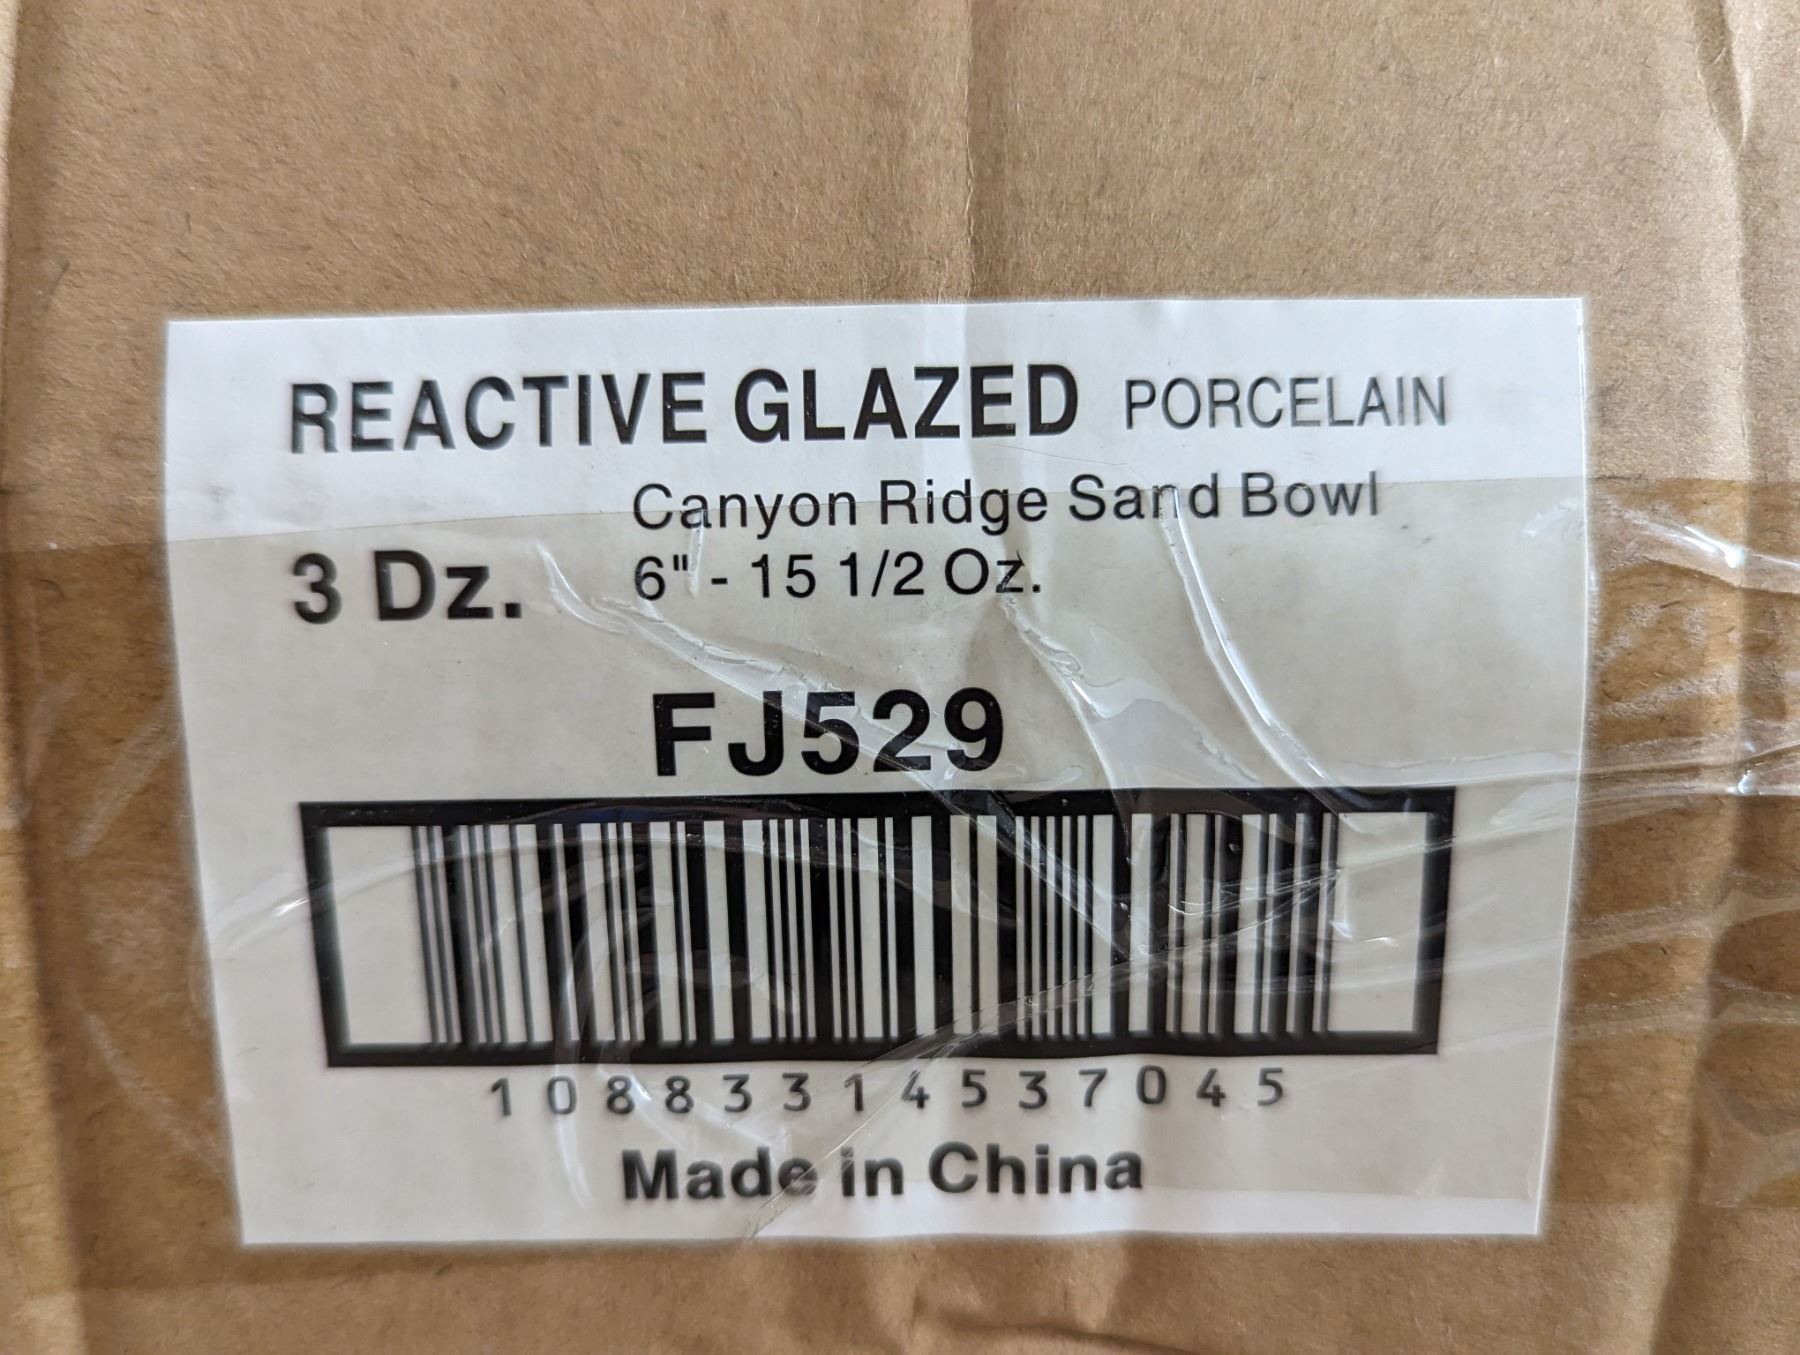 REACTIVE GLAZED PORCELAIN
Canyon Ridge Sand Bowl
3 Dz. 6" - 15 1/2 Oz.
FJ529
10883314537045
Made in China